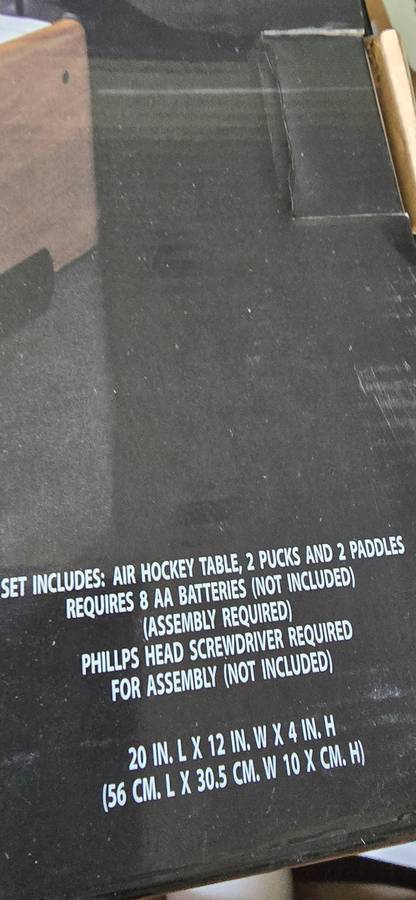 SET INCLUDES: AIR HOCKEY TABLE, 2 PUCKS AND 2 PADDLES
REQUIRES 8 AA BATTERIES (NOT INCLUDED)
(ASSEMBLY REQUIRED)
PHILLPS HEAD SCREWDRIVER REQUIRED
FOR ASSEMBLY (NOT INCLUDED)
20 IN. L X 12 IN. W X 4 IN. H
(56 CM. L X 30.5 CM. W 10 X CM. H)